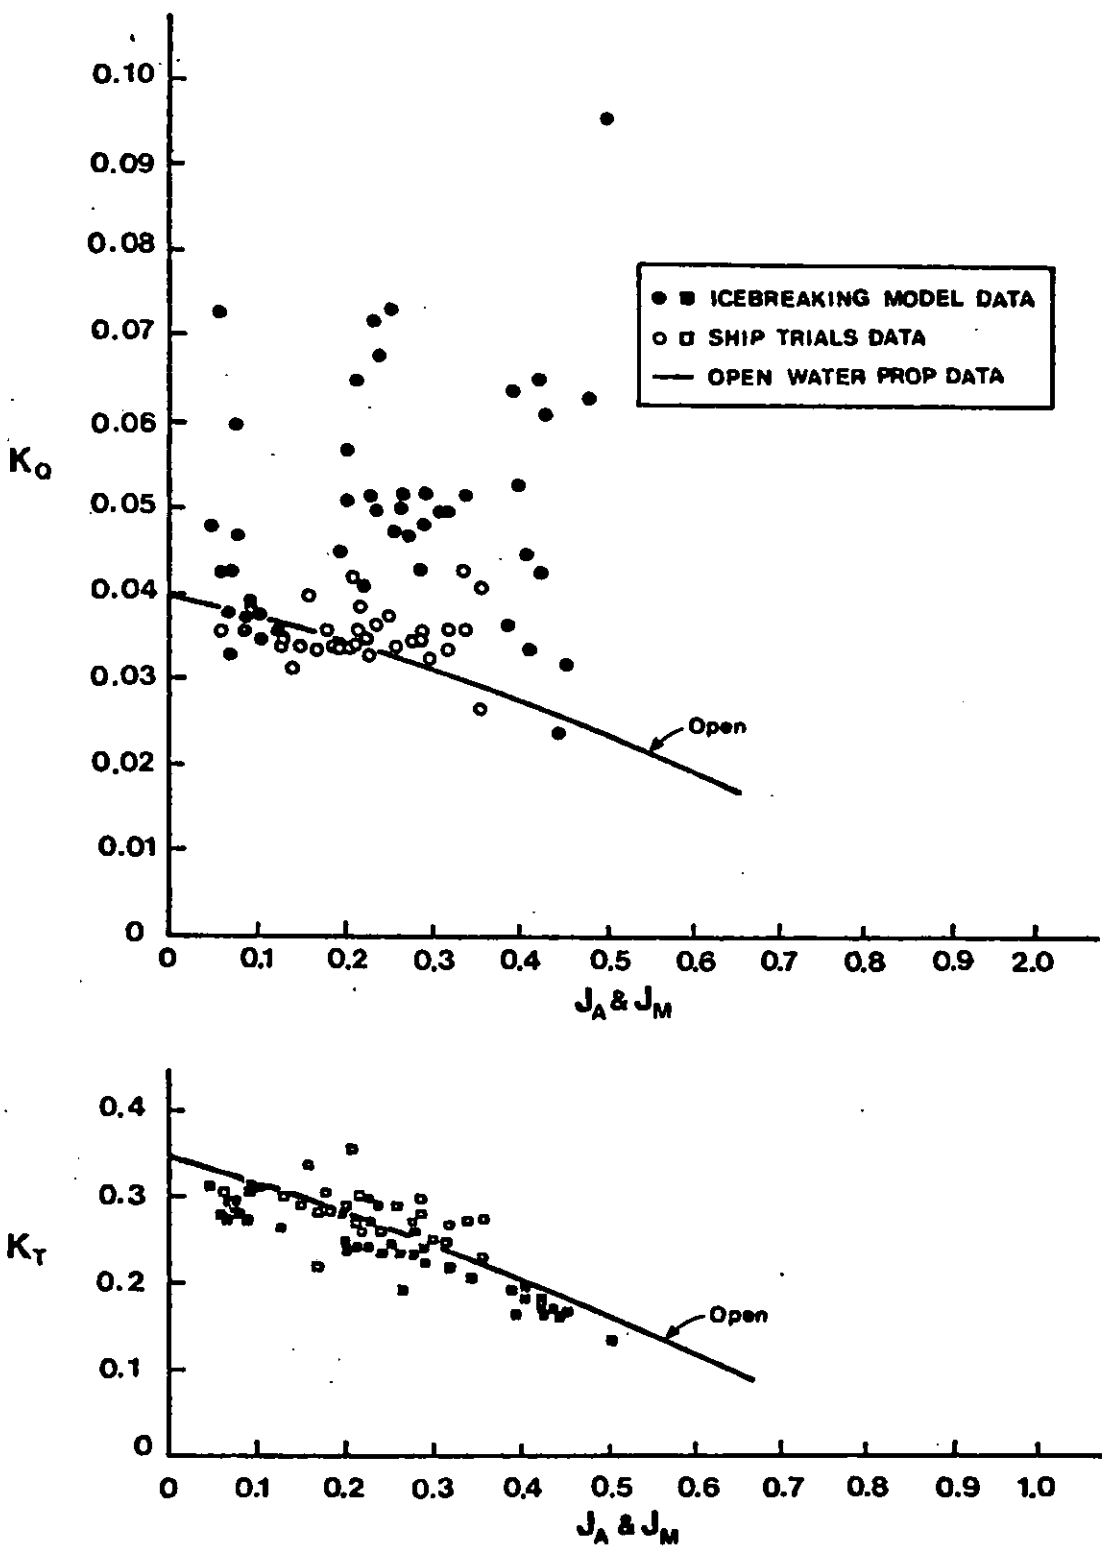 0.10
0.09
0.08
0.07
0.06
0.05
0.04
0.03
0.02
0.01
0
KQ
● ■ ICEBREAKING MODEL DATA
○ □ SHIP TRIALS DATA
— OPEN WATER PROP DATA
Open
0 0.1 0.2 0.3 0.4 0.5 0.6 0.7 0.8 0.9 2.0
JA & JM
0.4
0.3
0.2
0.1
0
KT
Open
0 0.1 0.2 0.3 0.4 0.5 0.6 0.7 0.8 0.9 1.0
JA & JM